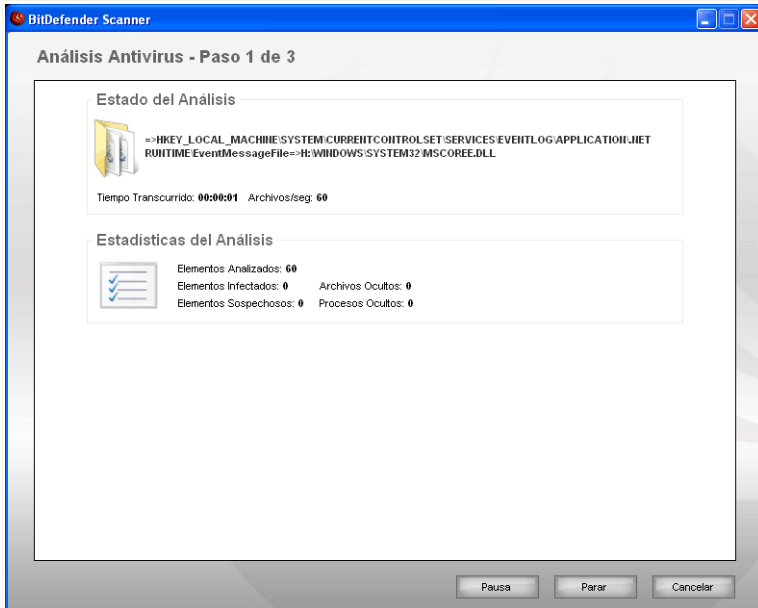 BitDefender Scanner
Análisis Antivirus - Paso 1 de 3
Estado del Análisis
=>HKEY_LOCAL_MACHINE\SYSTEM\CURRENTCONTROLSET\SERVICES\EVENTLOG\APPLICATION\.NET
RUNTIME\EventMessageFile=>H:\WINDOWS\SYSTEM32\MSCOREE.DLL
Tiempo Transcurrido: 00:00:01 Archivos/seg: 60
Estadísticas del Análisis
Elementos Analizados: 60
Elementos Infectados: 0 Archivos Ocultos: 0
Elementos Sospechosos: 0 Procesos Ocultos: 0
Pausa Parar Cancelar